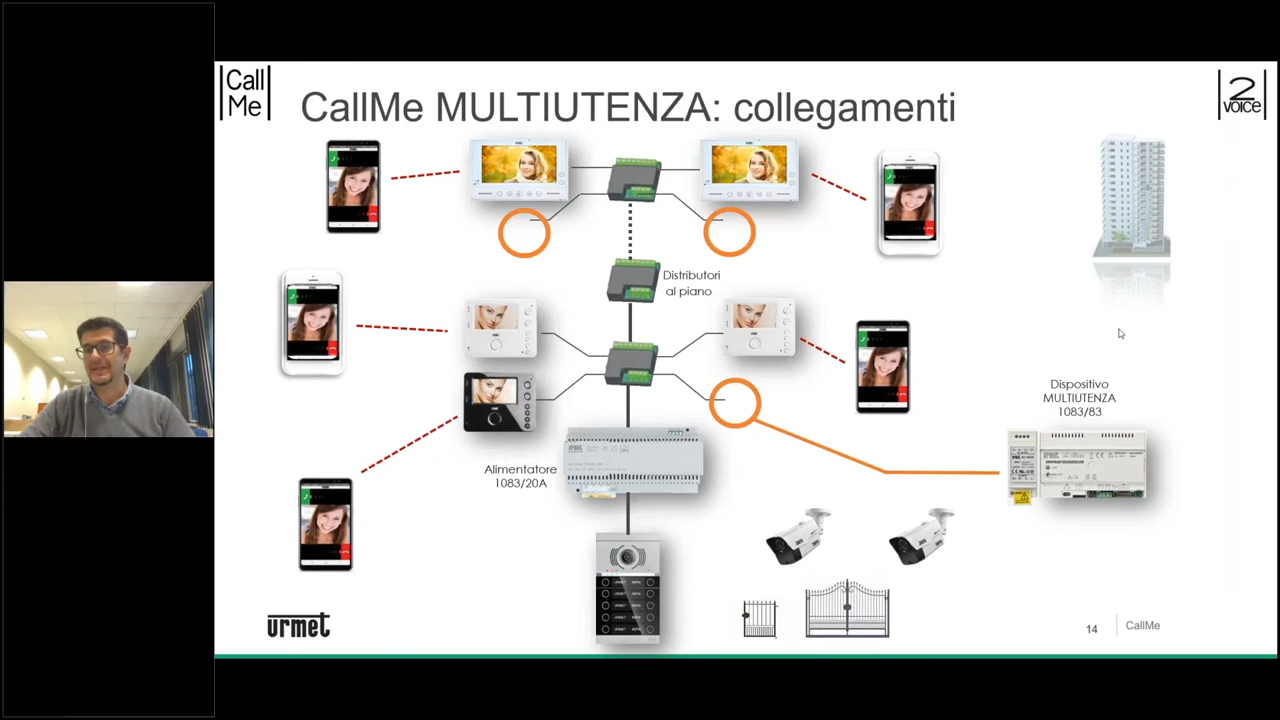 Call
Me
CallMe MULTIUTENZA: collegamenti
2
VOICE
Distributori
al piano
Dispositivo
MULTIUTENZA
1083/83
Alimentatore
1083/20A
urmet
14
CallMe